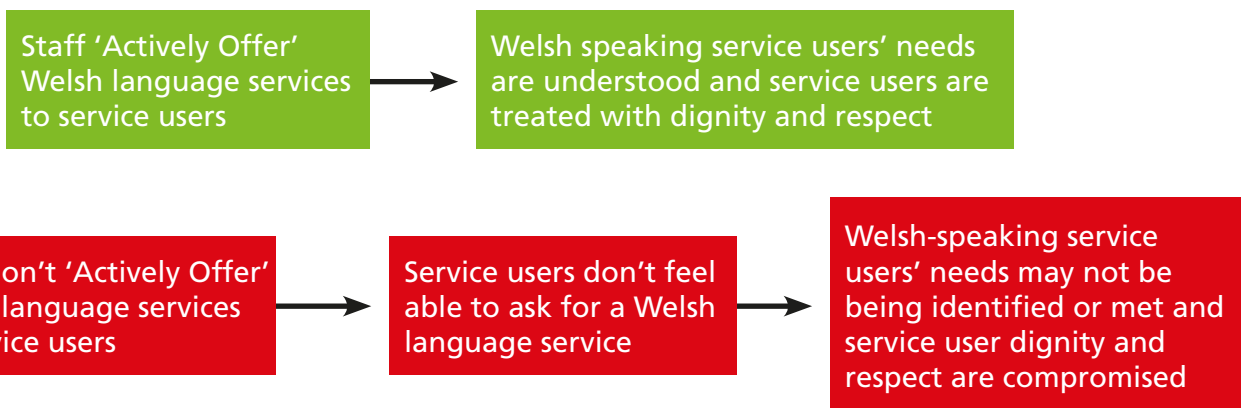 Staff ‘Actively Offer’
Welsh language services
to service users
Welsh speaking service users’ needs
are understood and service users are
treated with dignity and respect
‘Actively Offer’
language services
users
Service users don’t feel
able to ask for a Welsh
language service
Welsh-speaking service
users’ needs may not be
being identified or met and
service user dignity and
respect are compromised